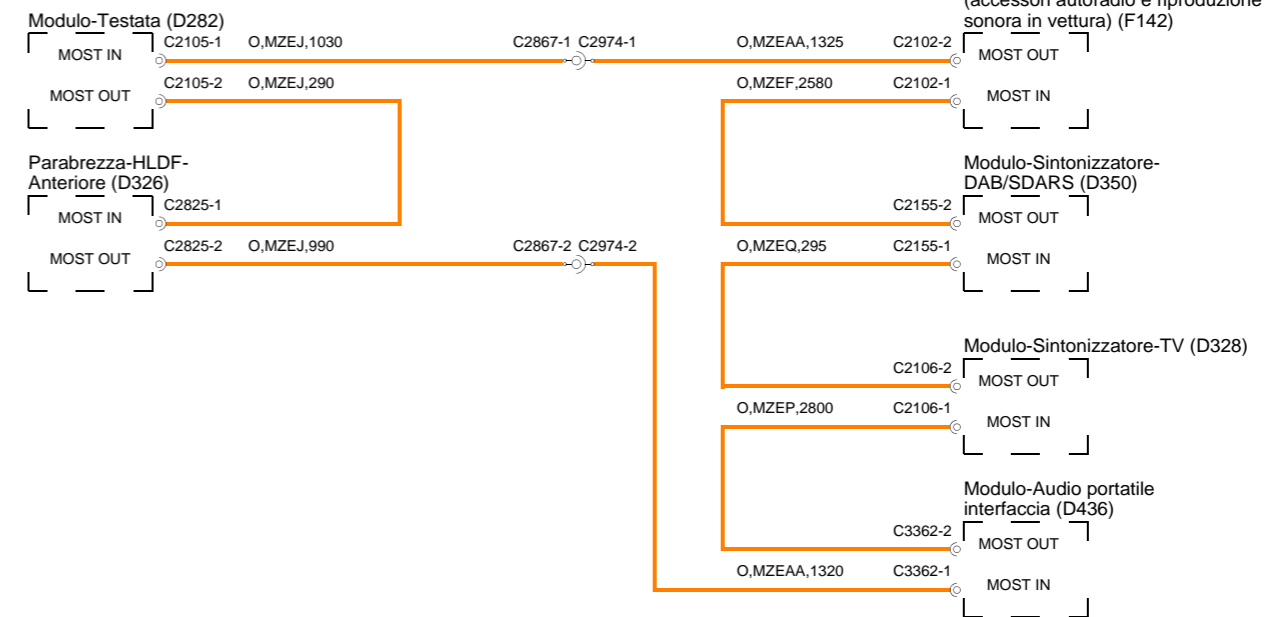 (accessori autoradio e riproduzione
sonora in vettura) (F142)
Modulo-Testata (D282)
MOST IN
C2105-1 O,MZEJ,1030
C2867-1 C2974-1
O,MZEAA,1325 C2102-2
MOST OUT
MOST OUT
C2105-2 O,MZEJ,290
O,MZEF,2580 C2102-1
MOST IN
Parabrezza-HLDF-
Anteriore (D326)
Modulo-Sintonizzatore-
DAB/SDARS (D350)
MOST IN
C2825-1
C2155-2
MOST OUT
MOST OUT
C2825-2 O,MZEJ,990
C2867-2 C2974-2
O,MZEQ,295 C2155-1
MOST IN
Modulo-Sintonizzatore-TV (D328)
C2106-2
MOST OUT
O,MZEP,2800 C2106-1
MOST IN
Modulo-Audio portatile
interfaccia (D436)
C3362-2
MOST OUT
O,MZEAA,1320 C3362-1
MOST IN